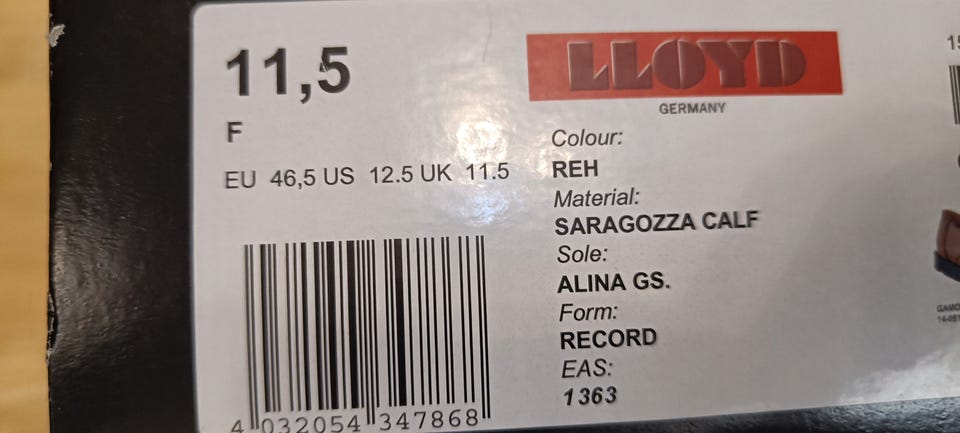 11,5
F
EU 46,5 US 12.5 UK 11.5
4 032054 347868
LLOYD
GERMANY
Colour:
REH
Material:
SARAGOZZA CALF
Sole:
ALINA GS.
Form:
RECORD
EAS:
1363